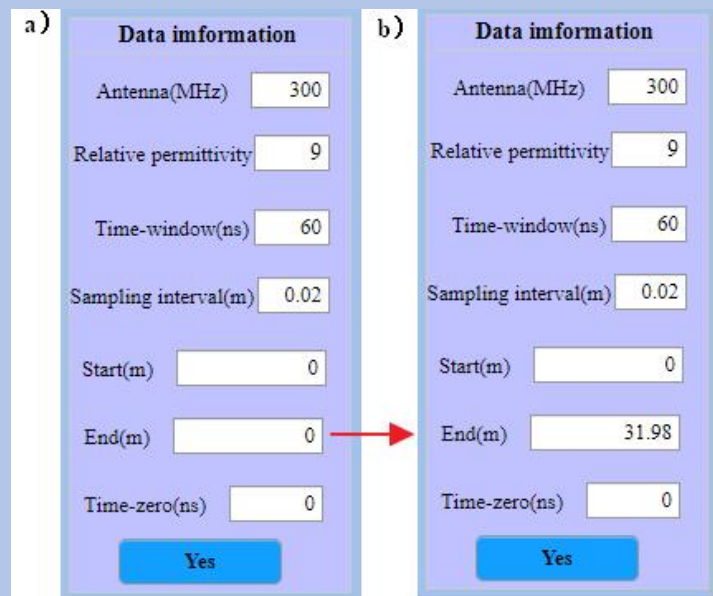 a)
Data imformation
Antenna(MHz) 300
Relative permittivity 9
Time-window(ns) 60
Sampling interval(m) 0.02
Start(m) 0
End(m) 0
Time-zero(ns) 0
Yes
b)
Data imformation
Antenna(MHz) 300
Relative permittivity 9
Time-window(ns) 60
Sampling interval(m) 0.02
Start(m) 0
End(m) 31.98
Time-zero(ns) 0
Yes